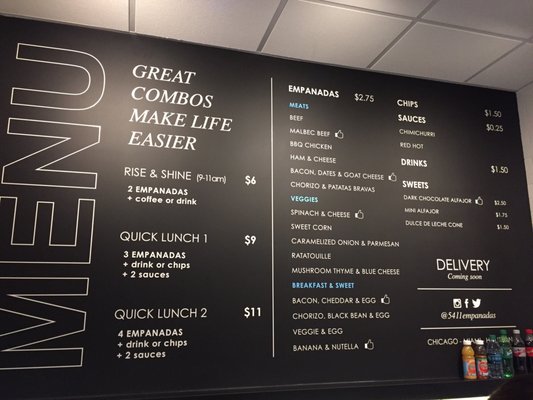 MENU
GREAT
COMBOS
MAKE LIFE
EASIER
RISE & SHINE (9-11am) $6
2 EMPANADAS
+ coffee or drink
QUICK LUNCH 1 $9
3 EMPANADAS
+ drink or chips
+ 2 sauces
QUICK LUNCH 2 $11
4 EMPANADAS
+ drink or chips
+ 2 sauces
EMPANADAS $2.75
MEATS
BEEF
MALBEC BEEF
BBQ CHICKEN
HAM & CHEESE
BACON, DATES & GOAT CHEESE
CHORIZO & PATATAS BRAVAS
VEGGIES
SPINACH & CHEESE
SWEET CORN
CARAMELIZED ONION & PARMESAN
RATATOUILLE
MUSHROOM THYME & BLUE CHEESE
BREAKFAST & SWEET
BACON, CHEDDAR & EGG
CHORIZO, BLACK BEAN & EGG
VEGGIE & EGG
BANANA & NUTELLA
CHIPS $1.50
SAUCES $0.25
CHIMICHURRI
RED HOT
DRINKS $1.50
SWEETS
DARK CHOCOLATE ALFAJOR $2.50
MINI ALFAJOR $1.75
DULCE DE LECHE CONE $1.50
DELIVERY
Coming soon
@5411empanadas
CHICAGO - MIAMI